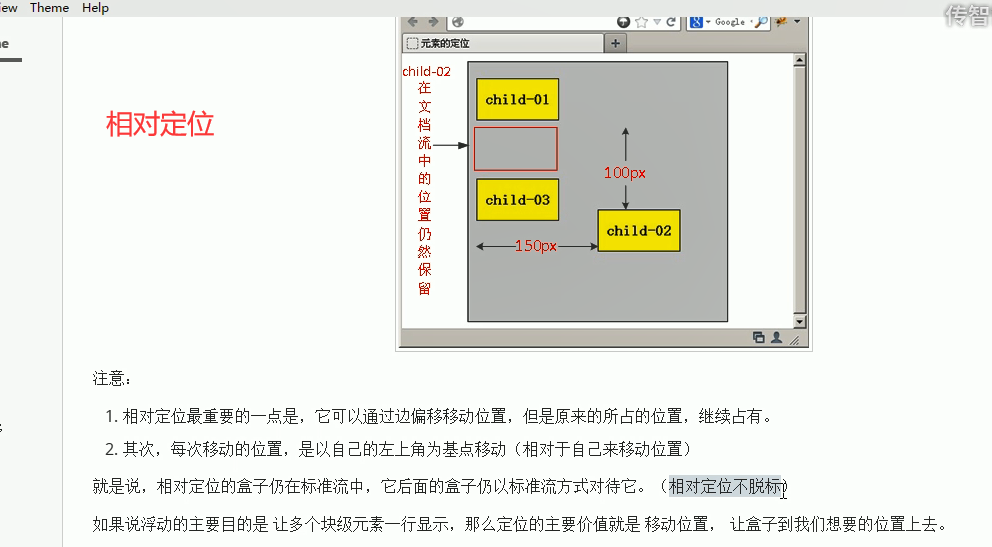 iew Theme Help
传智
Google
元素的定位
child-02
在
文
档
流
中
的
位
置
仍
然
保
留
child-01
100px
child-03
child-02
150px
相对定位
注意:
1. 相对定位最重要的一点是，它可以通过边偏移移动位置，但是原来的所占的位置，继续占有。
2. 其次，每次移动的位置，是以自己的左上角为基点移动（相对于自己来移动位置）
就是说，相对定位的盒子仍在标准流中，它后面的盒子仍以标准流方式对待它。（相对定位不脱标）
如果说浮动的主要目的是 让多个块级元素一行显示，那么定位的主要价值就是 移动位置， 让盒子到我们想要的位置上去。